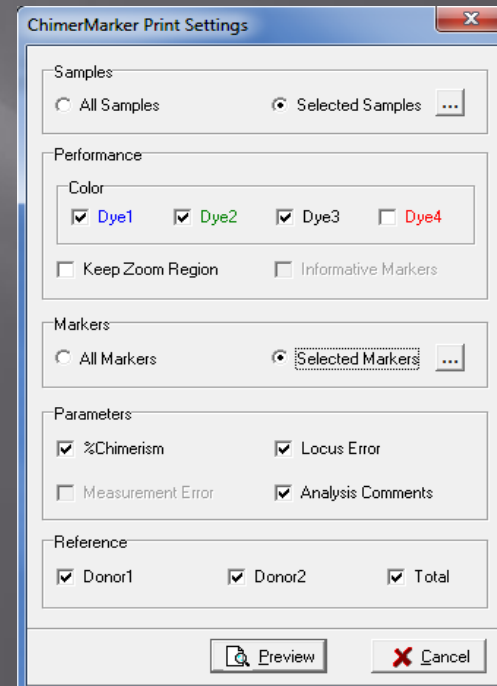 ChimerMarker Print Settings
Samples
All Samples Selected Samples ...
Performance
Color
Dye1 Dye2 Dye3 Dye4
Keep Zoom Region Informative Markers
Markers
All Markers Selected Markers ...
Parameters
%Chimerism Locus Error
Measurement Error Analysis Comments
Reference
Donor1 Donor2 Total
Preview Cancel